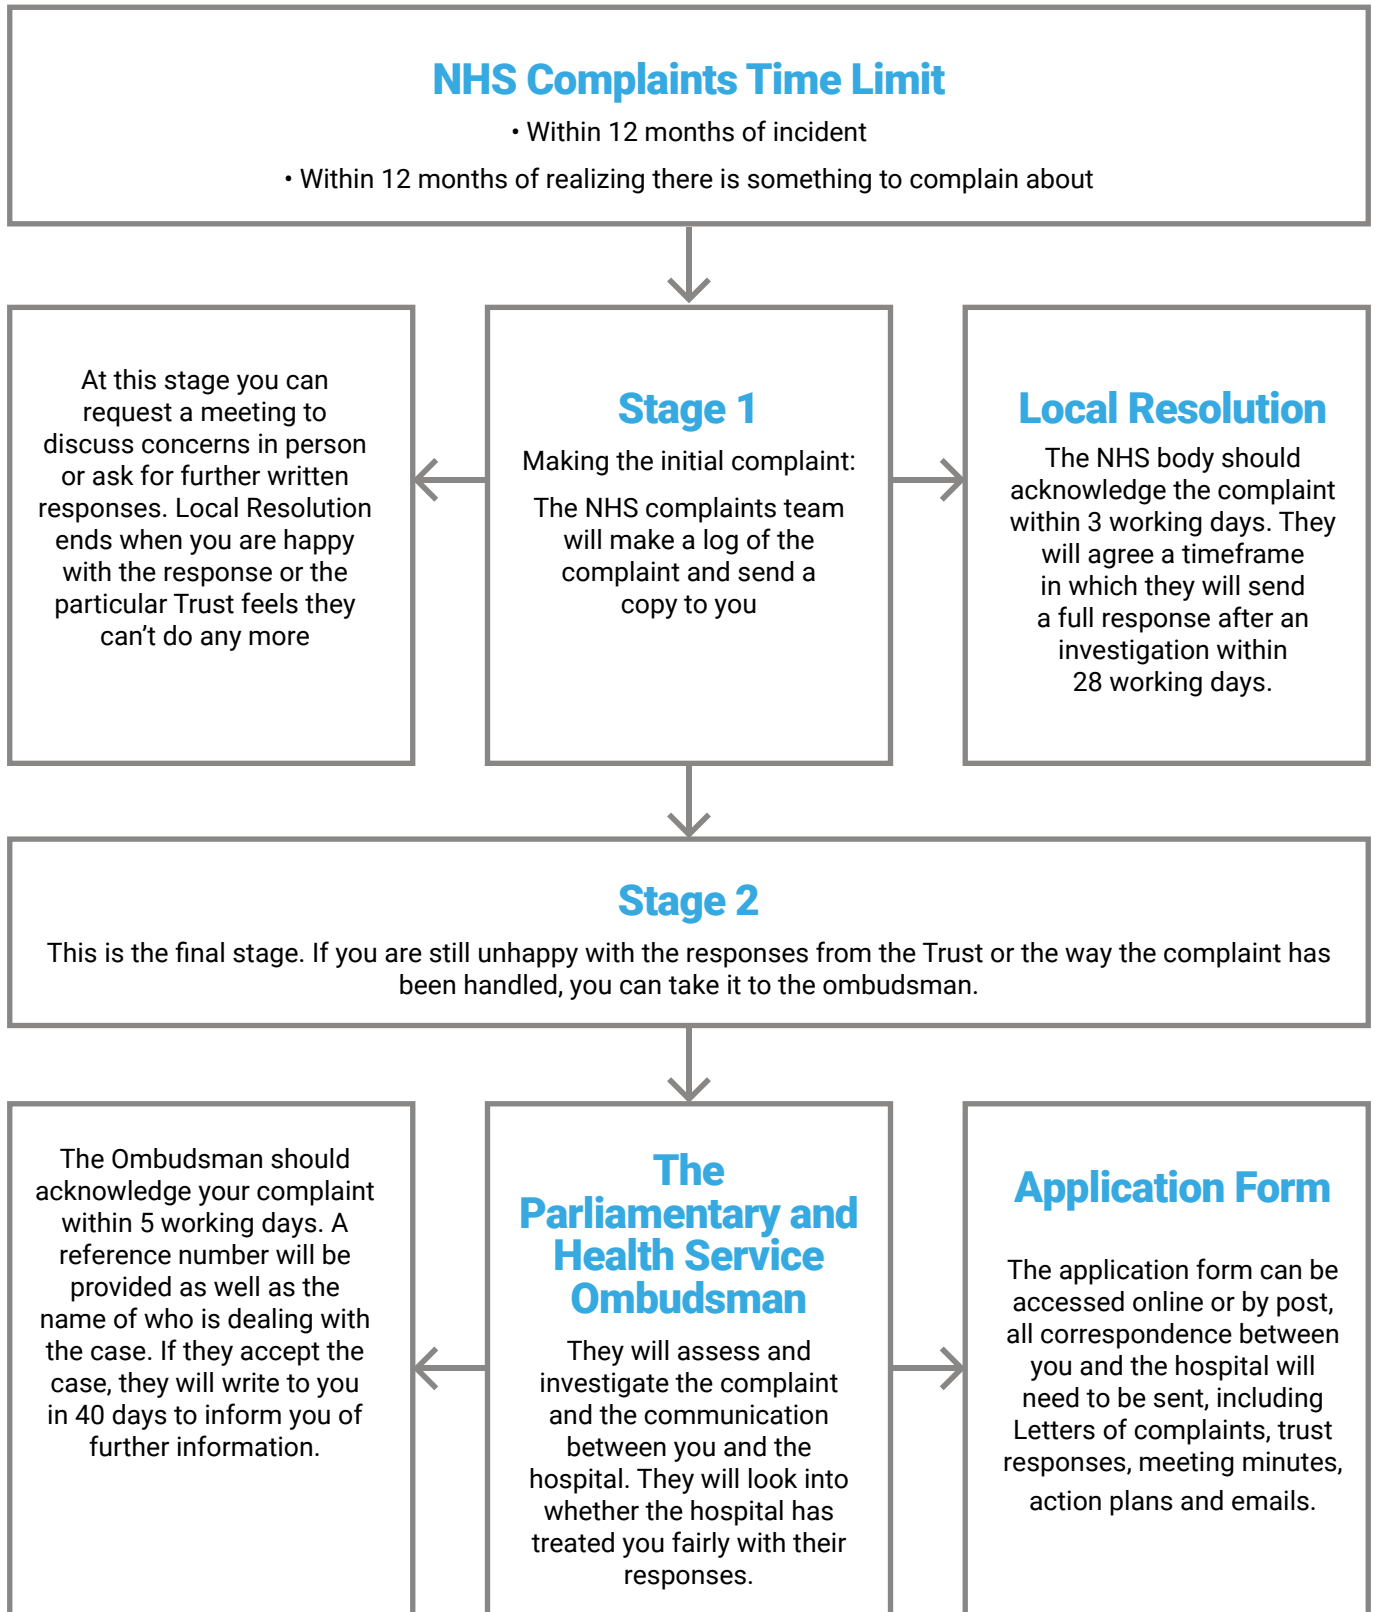 NHS Complaints Time Limit
• Within 12 months of incident
• Within 12 months of realizing there is something to complain about
At this stage you can
request a meeting to
discuss concerns in person
or ask for further written
responses. Local Resolution
ends when you are happy
with the response or the
particular Trust feels they
can’t do any more
Stage 1
Making the initial complaint:
The NHS complaints team
will make a log of the
complaint and send a
copy to you
Local Resolution
The NHS body should
acknowledge the complaint
within 3 working days. They
will agree a timeframe
in which they will send
a full response after an
investigation within
28 working days.
Stage 2
This is the final stage. If you are still unhappy with the responses from the Trust or the way the complaint has
been handled, you can take it to the ombudsman.
The Ombudsman should
acknowledge your complaint
within 5 working days. A
reference number will be
provided as well as the
name of who is dealing with
the case. If they accept the
case, they will write to you
in 40 days to inform you of
further information.
The
Parliamentary and
Health Service
Ombudsman
They will assess and
investigate the complaint
and the communication
between you and the
hospital. They will look into
whether the hospital has
treated you fairly with their
responses.
Application Form
The application form can be
accessed online or by post,
all correspondence between
you and the hospital will
need to be sent, including
Letters of complaints, trust
responses, meeting minutes,
action plans and emails.